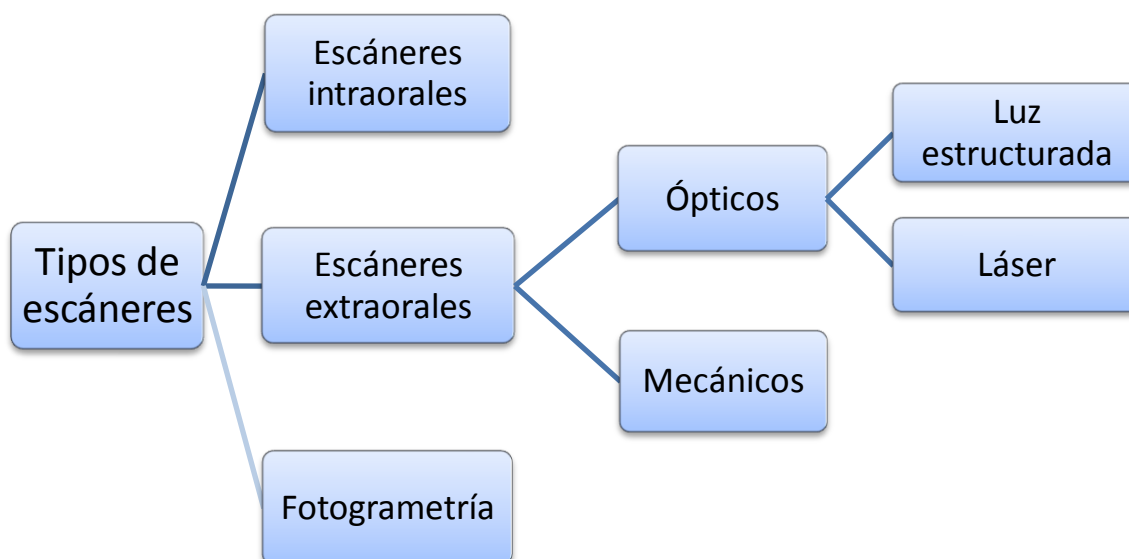 Tipos de
escáneres
Escáneres
intraorales
Escáneres
extraorales
Fotogrametría
Ópticos
Mecánicos
Luz
estructurada
Láser